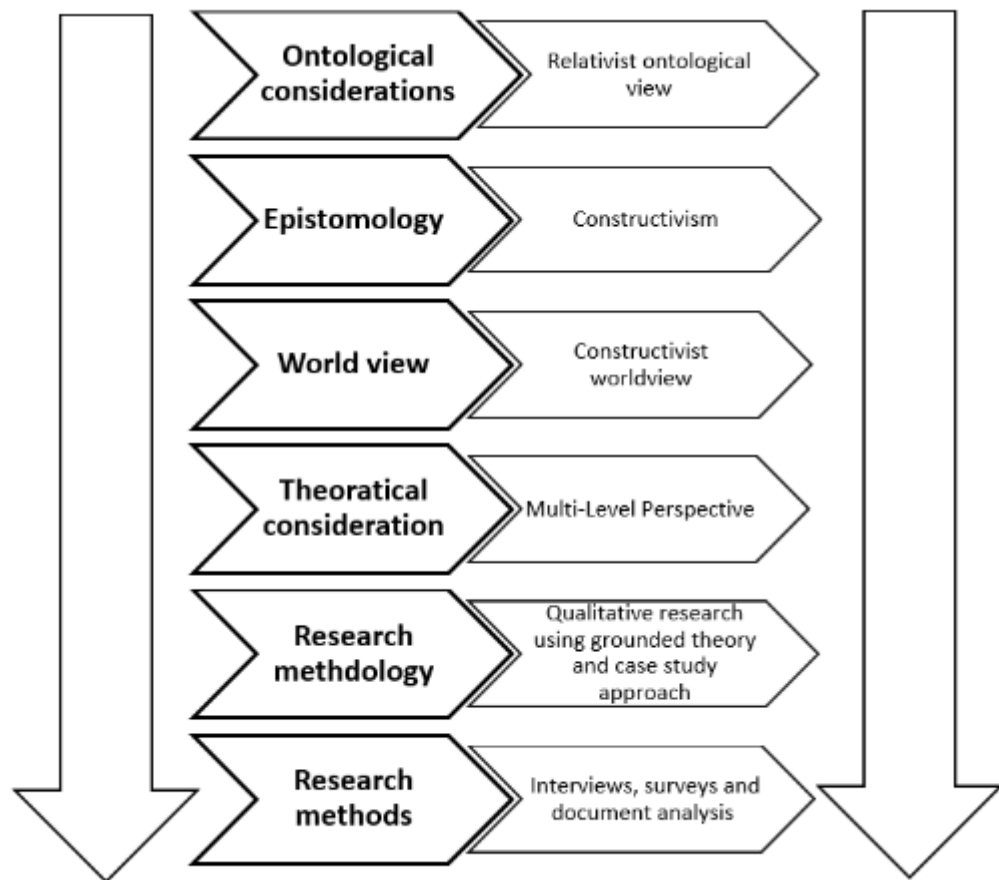 Ontological
considerations
Relativist ontological
view
Epistomology
Constructivism
World view
Constructivist
worldview
Theoratical
consideration
Multi-Level Perspective
Research
methdology
Qualitative research
using grounded theory
and case study
approach
Research
methods
Interviews, surveys and
document analysis